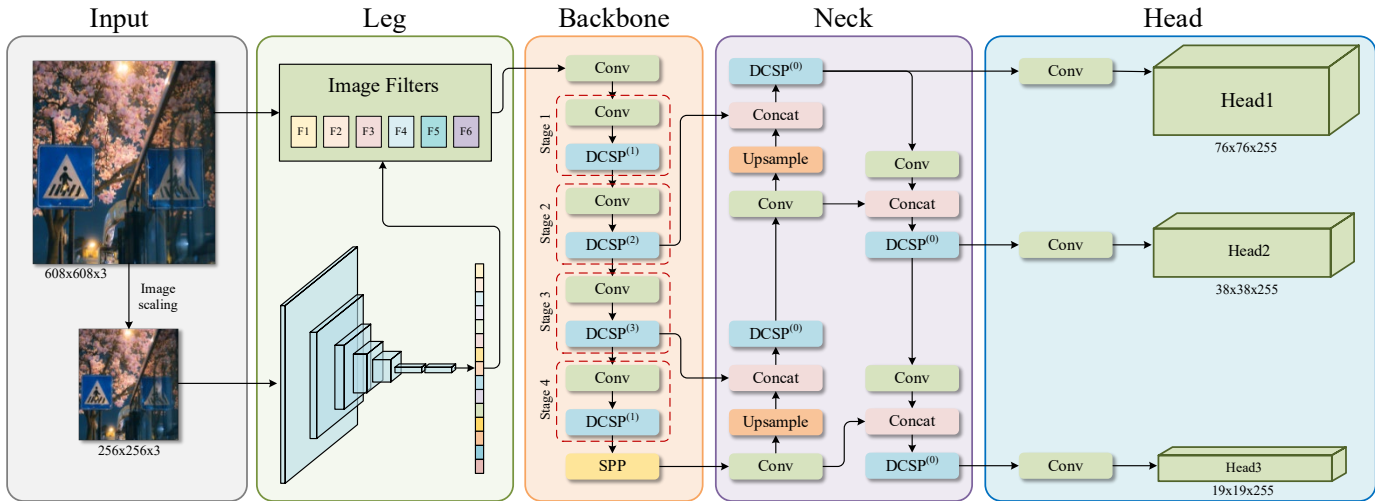 Input
Leg
Backbone
Neck
Head
608x608x3
Image
scaling
256x256x3
Image Filters
F1 F2 F3 F4 F5 F6
Conv
Stage 1
Conv
DCSP(1)
Stage 2
Conv
DCSP(2)
Stage 3
Conv
DCSP(3)
Stage 4
Conv
DCSP(1)
SPP
DCSP(0)
Concat
Upsample
Conv
DCSP(0)
Concat
Upsample
Conv
Conv
Concat
DCSP(0)
Conv
Concat
DCSP(0)
Conv
Head1
76x76x255
Conv
Head2
38x38x255
Conv
Head3
19x19x255